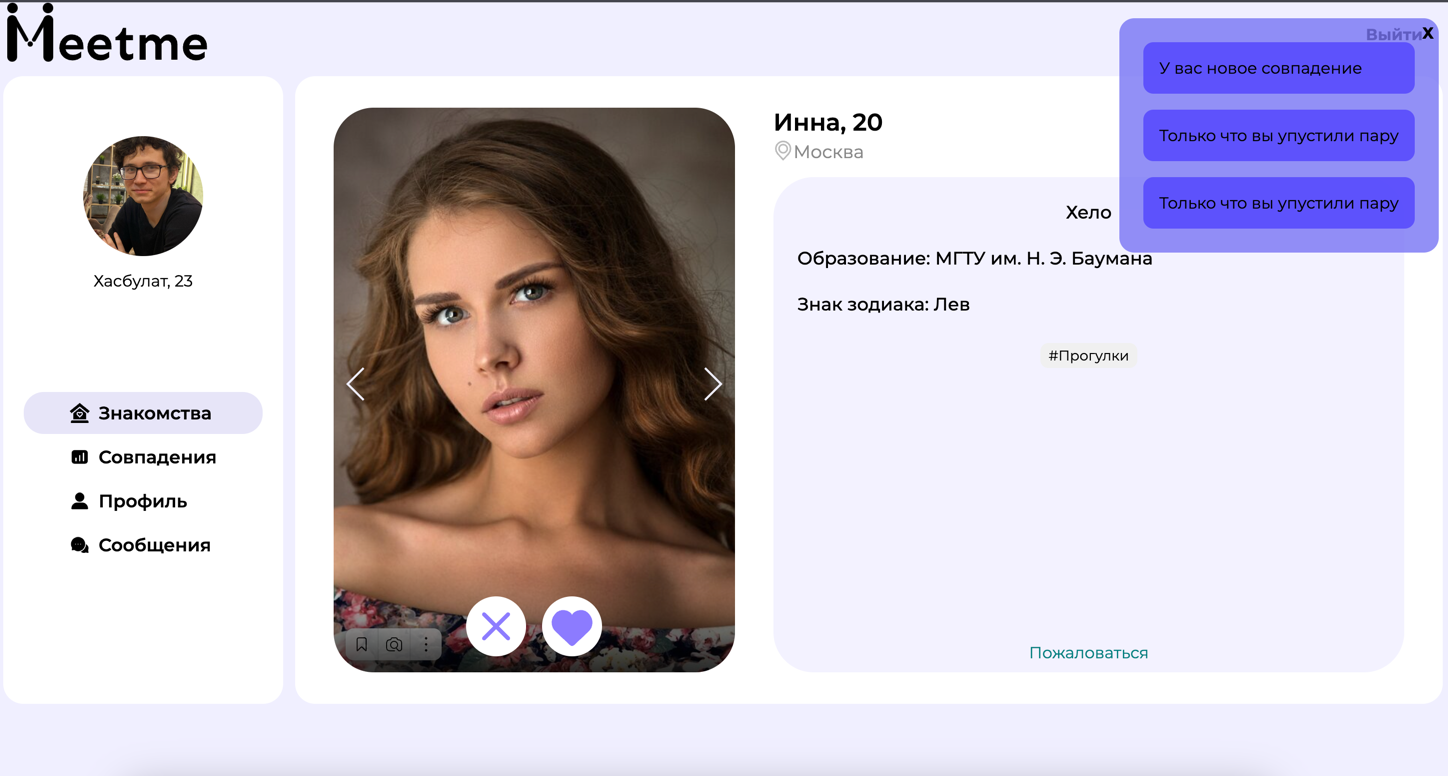 Meetme
Выйти
X
У вас новое совпадение
Только что вы упустили пару
Только что вы упустили пару
Хасбулат, 23
Знакомства
Совпадения
Профиль
Сообщения
Инна, 20
Москва
Хело
Образование: МГТУ им. Н. Э. Баумана
Знак зодиака: Лев
#Прогулки
Пожаловаться